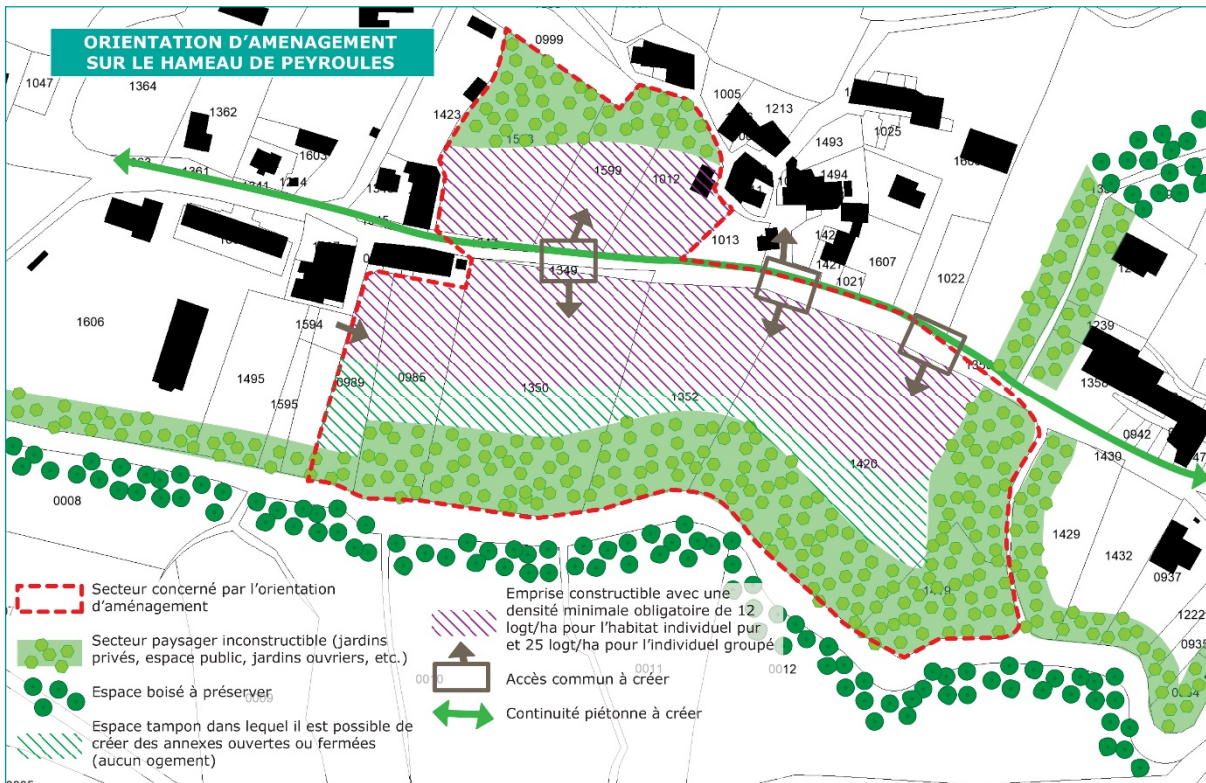 ORIENTATION D'AMENAGEMENT
SUR LE HAMEAU DE PEYROULES
0999
1047
1364
1362
1423
1005
1213
1025
1493
1494
1599
1012
1361
1013
1349
1021
1607
1022
1239
1358
1606
1594
1495
1595
0989
0985
1350
1352
1420
0942
1430
1429
1432
0937
1222
0935
0008
0009
0010
0011
0012
Secteur concerné par l'orientation
d'aménagement
Secteur paysager inconstructible (jardins
privés, espace public, jardins ouvriers, etc.)
Espace boisé à préserver
Espace tampon dans lequel il est possible de
créer des annexes ouvertes ou fermées
(aucun ogement)
Emprise constructible avec une
densité minimale obligatoire de 12
logt/ha pour l'habitat individuel pur
et 25 logt/ha pour l'individuel groupé
Accès commun à créer
Continuité piétonne à créer